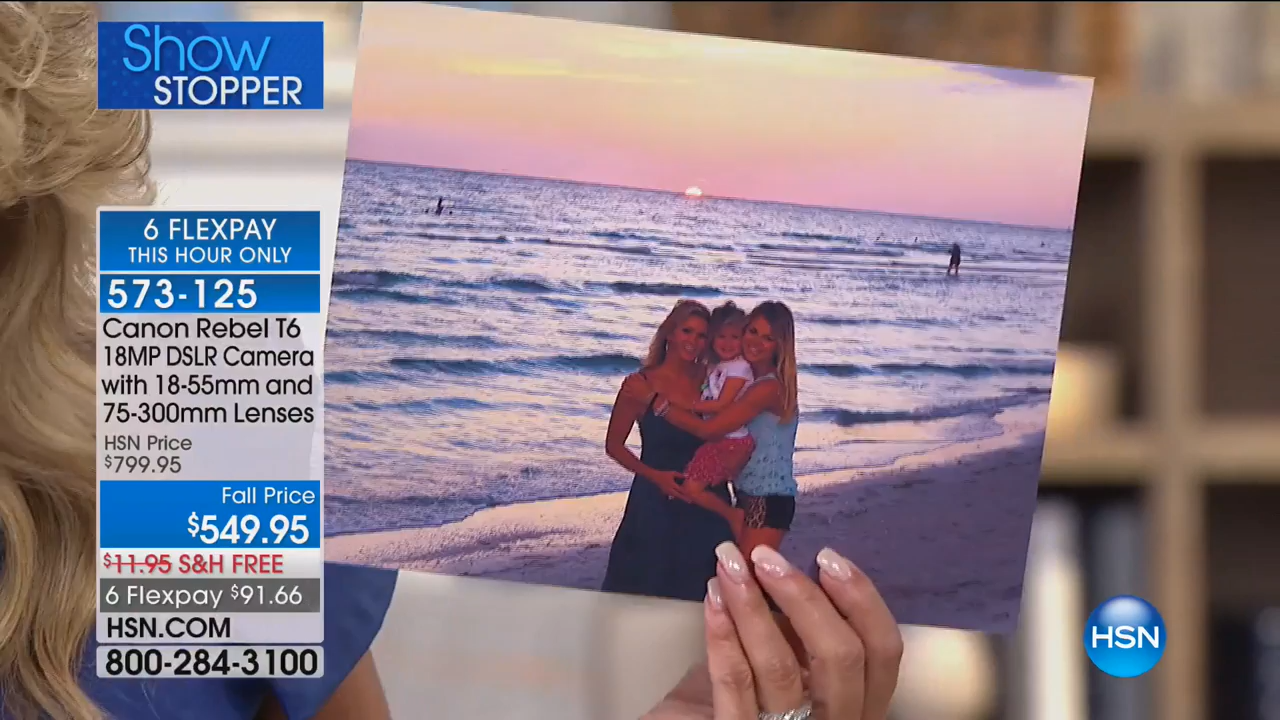 Show
STOPPER
6 FLEXPAY
THIS HOUR ONLY
573-125
Canon Rebel T6
18MP DSLR Camera
with 18-55mm and
75-300mm Lenses
HSN Price
$799.95
Fall Price
$549.95
$11.95 S&H FREE
6 Flexpay $91.66
HSN.COM
800-284-3100
HSN